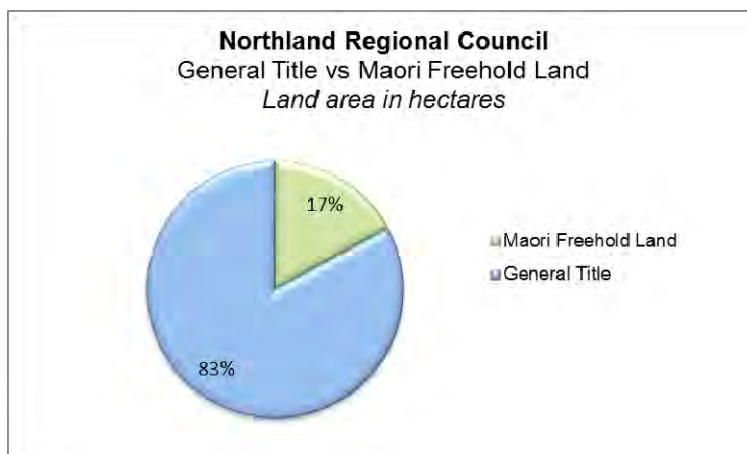 Northland Regional Council
General Title vs Maori Freehold Land
Land area in hectares
17%
Maori Freehold Land
General Title
83%